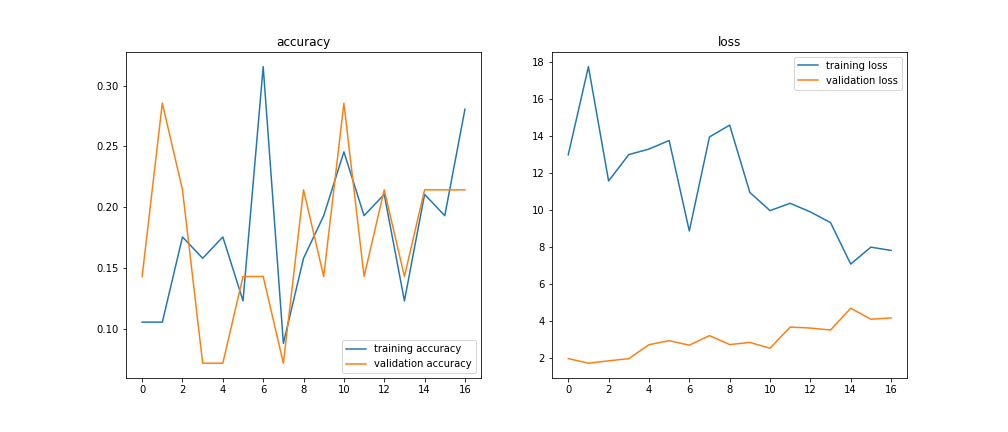 accuracy
0.30
0.25
0.20
0.15
0.10
0 2 4 6 8 10 12 14 16
training accuracy
validation accuracy
loss
18
16
14
12
10
8
6
4
2
0 2 4 6 8 10 12 14 16
training loss
validation loss